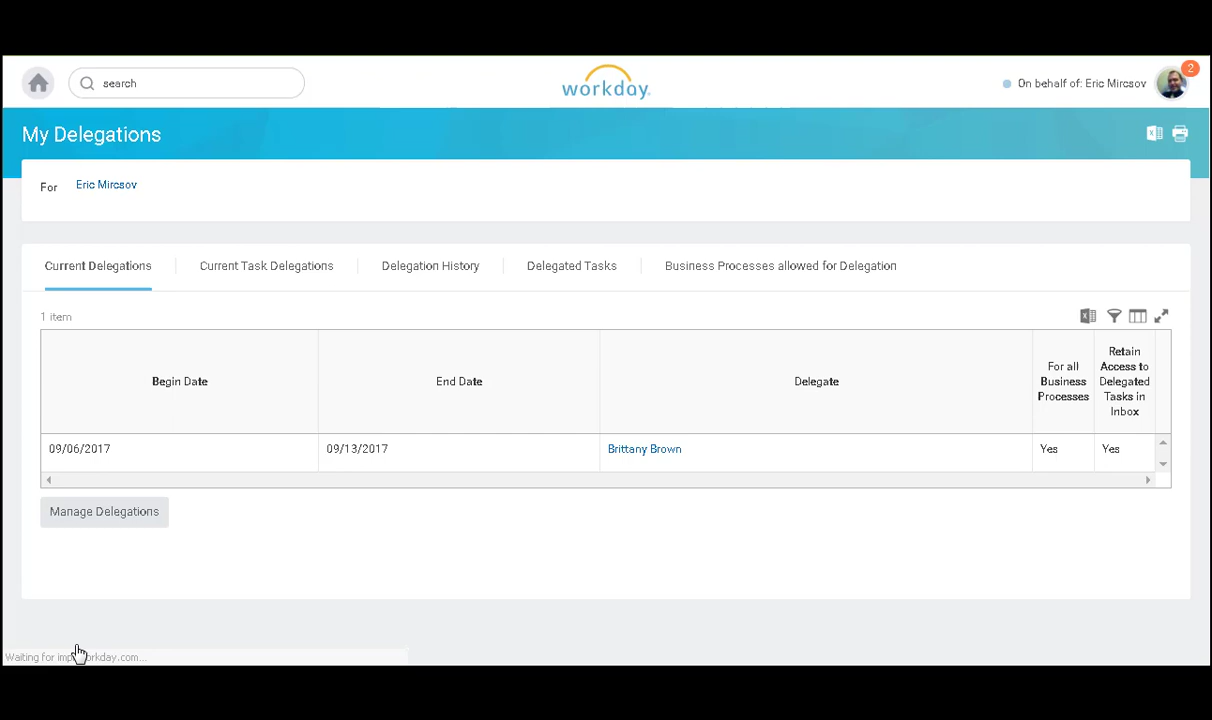 search
workday.
On behalf of: Eric Mircsov
2
My Delegations
For Eric Mircsov
Current Delegations
Current Task Delegations
Delegation History
Delegated Tasks
Business Processes allowed for Delegation
1 item
Begin Date
End Date
Delegate
For all
Business
Processes
Retain
Access to
Delegated
Tasks in
Inbox
09/06/2017
09/13/2017
Brittany Brown
Yes
Yes
Manage Delegations
Waiting for